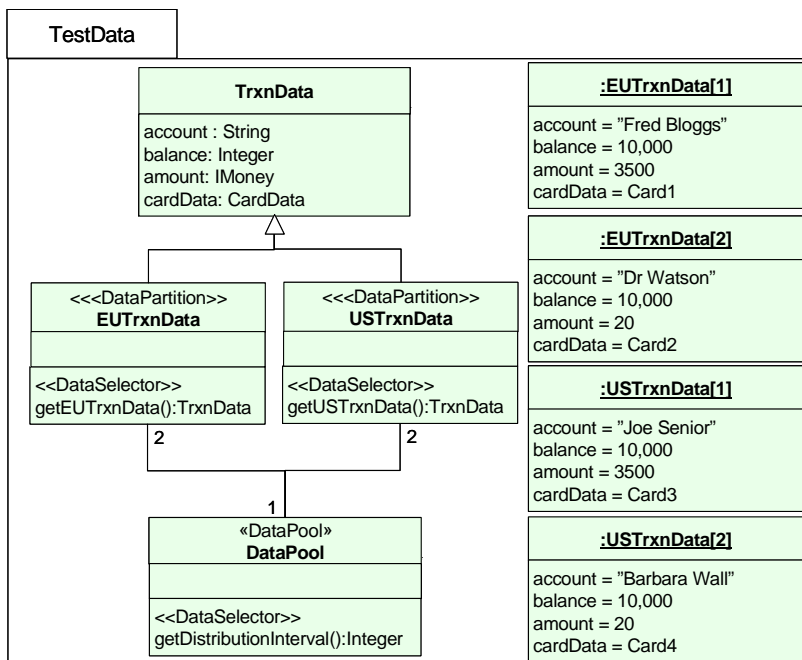 TestData
TrxnData
account : String
balance: Integer
amount: IMoney
cardData: CardData
<<<DataPartition>>
EUTrxnData
<<DataSelector>>
getEUTrxnData():TrxnData
2
<<<DataPartition>>
USTrxnData
<<DataSelector>>
getUSTrxnData():TrxnData
2
1
«DataPool»
DataPool
<<DataSelector>>
getDistributionInterval():Integer
:EUTrxnData[1]
account = ”Fred Bloggs”
balance = 10,000
amount = 3500
cardData = Card1
:EUTrxnData[2]
account = ”Dr Watson”
balance = 10,000
amount = 20
cardData = Card2
:USTrxnData[1]
account = ”Joe Senior”
balance = 10,000
amount = 3500
cardData = Card3
:USTrxnData[2]
account = ”Barbara Wall”
balance = 10,000
amount = 20
cardData = Card4